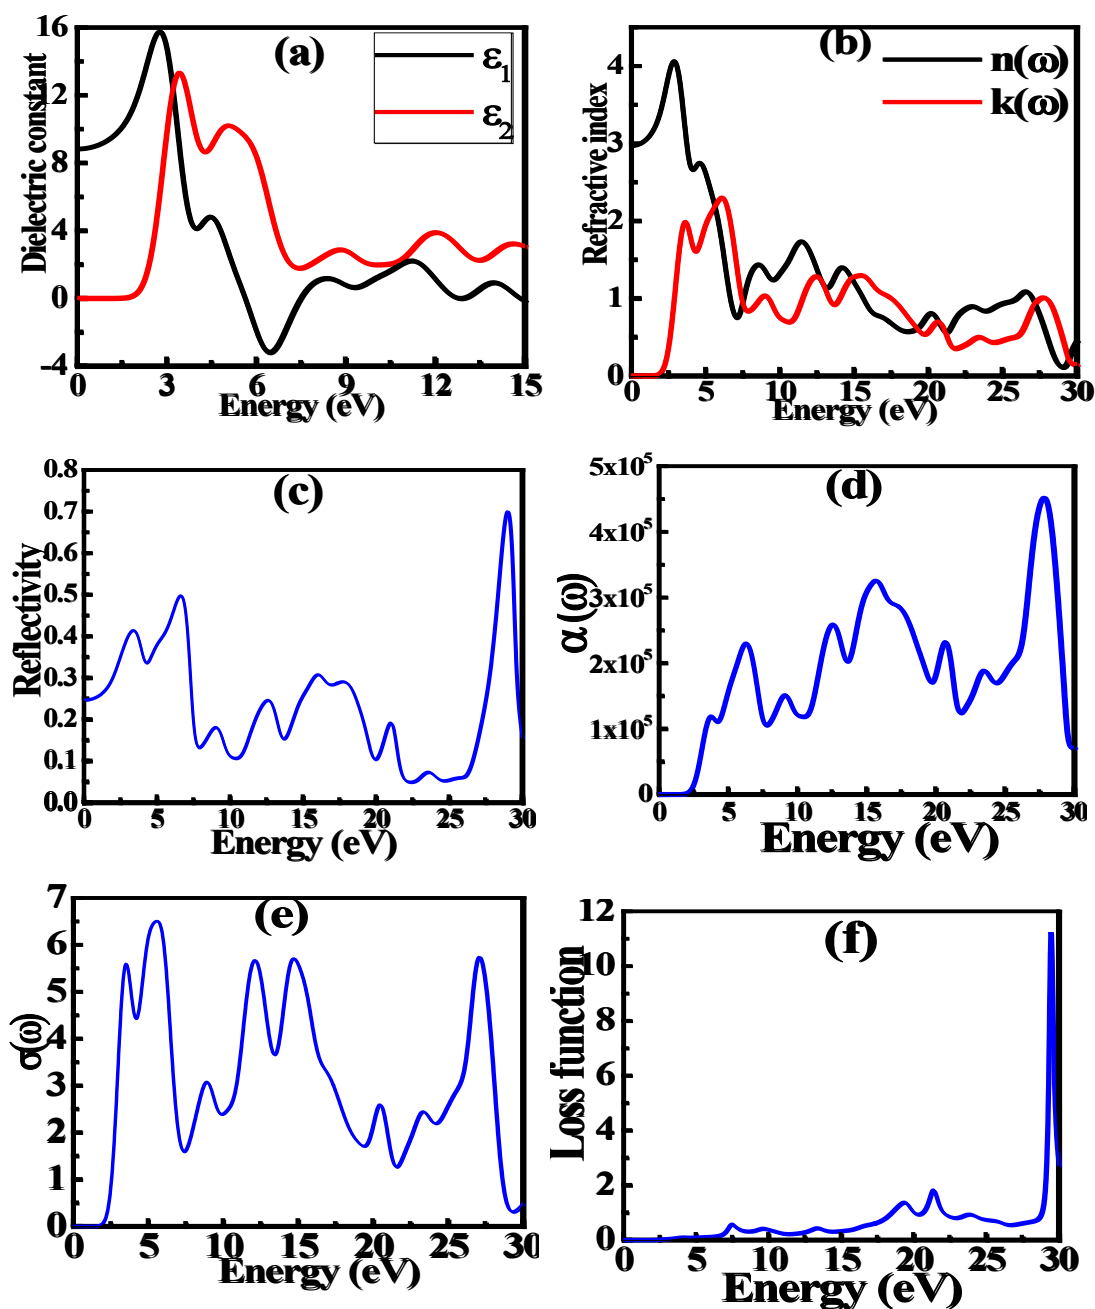 (a)
ε1
ε2
Dielectric constant
16
12
8
4
0
-4
0 3 6 9 12 15
Energy (eV)
(b)
n(ω)
k(ω)
Refractive index
4
3
2
1
0
0 5 10 15 20 25 30
Energy (eV)
(c)
Reflectivity
0.8
0.7
0.6
0.5
0.4
0.3
0.2
0.1
0.0
0 5 10 15 20 25 30
Energy (eV)
(d)
α(ω)
5x10⁵
4x10⁵
3x10⁵
2x10⁵
1x10⁵
0
0 5 10 15 20 25 30
Energy (eV)
(e)
σ(ω)
7
6
5
4
3
2
1
0
0 5 10 15 20 25 30
Energy (eV)
(f)
Loss function
12
10
8
6
4
2
0
0 5 10 15 20 25 30
Energy (eV)